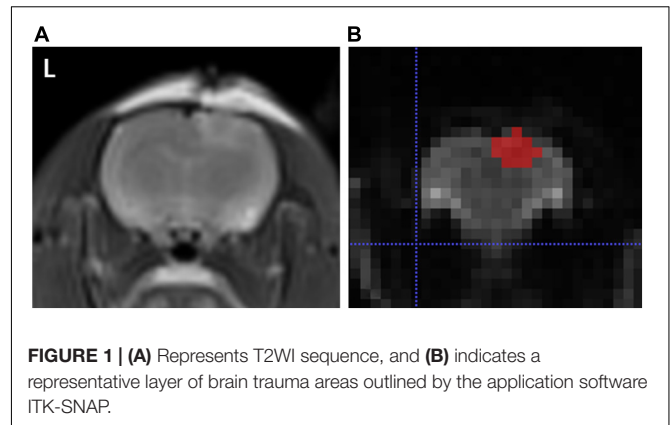 A
B
L
FIGURE 1 | (A) Represents T2WI sequence, and (B) indicates a
representative layer of brain trauma areas outlined by the application software
ITK-SNAP.